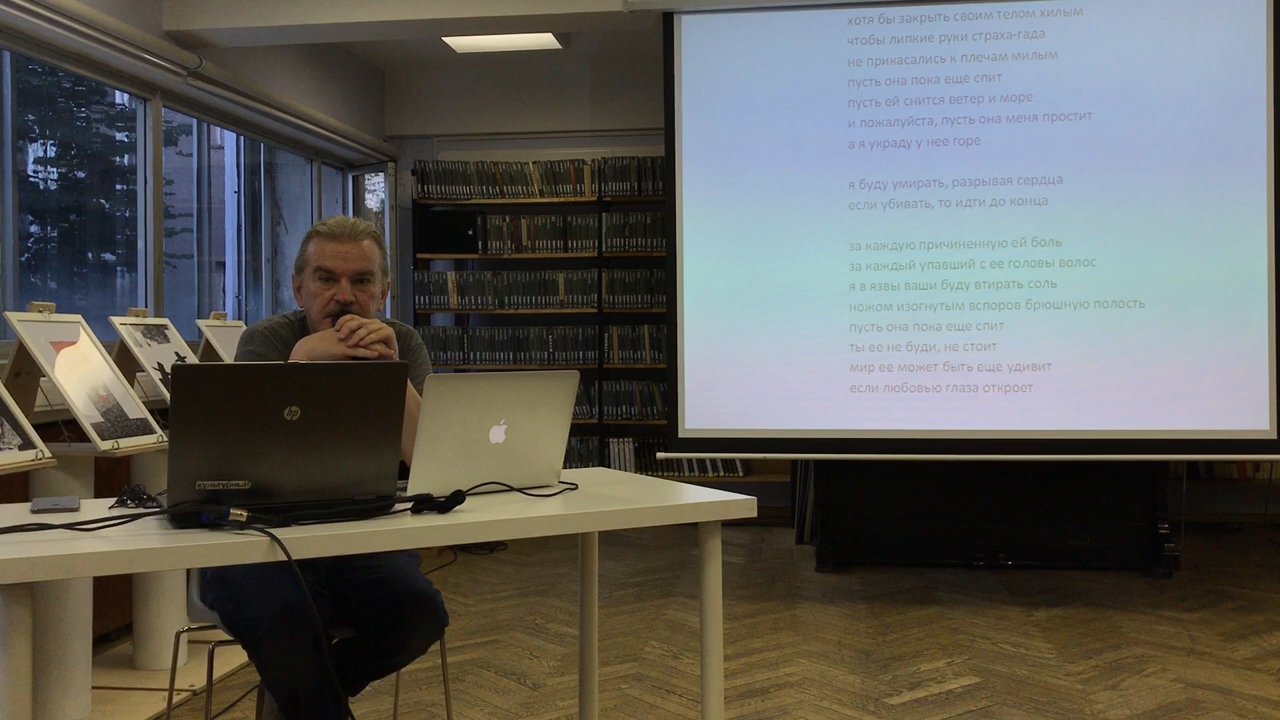 хотя бы закрыть своим телом хилым
чтобы липкие руки страха-гада
не прикасались к плечам милым
пусть она пока еще спит
пусть ей снится ветер и море
и пожалуйста, пусть она меня простит
а я украду у нее горе
я буду умирать, разрывая сердца
если убивать, то идти до конца
за каждую причиненную ей боль
за каждый упавший с ее головы волос
я в язвы ваши буду втирать соль
ножом изогнутым вспоров брюшную полость
пусть она пока еще спит
ты ее не буди, не стоит
мир ее может быть еще удивит
если любовью глаза откроет
hp
культурный